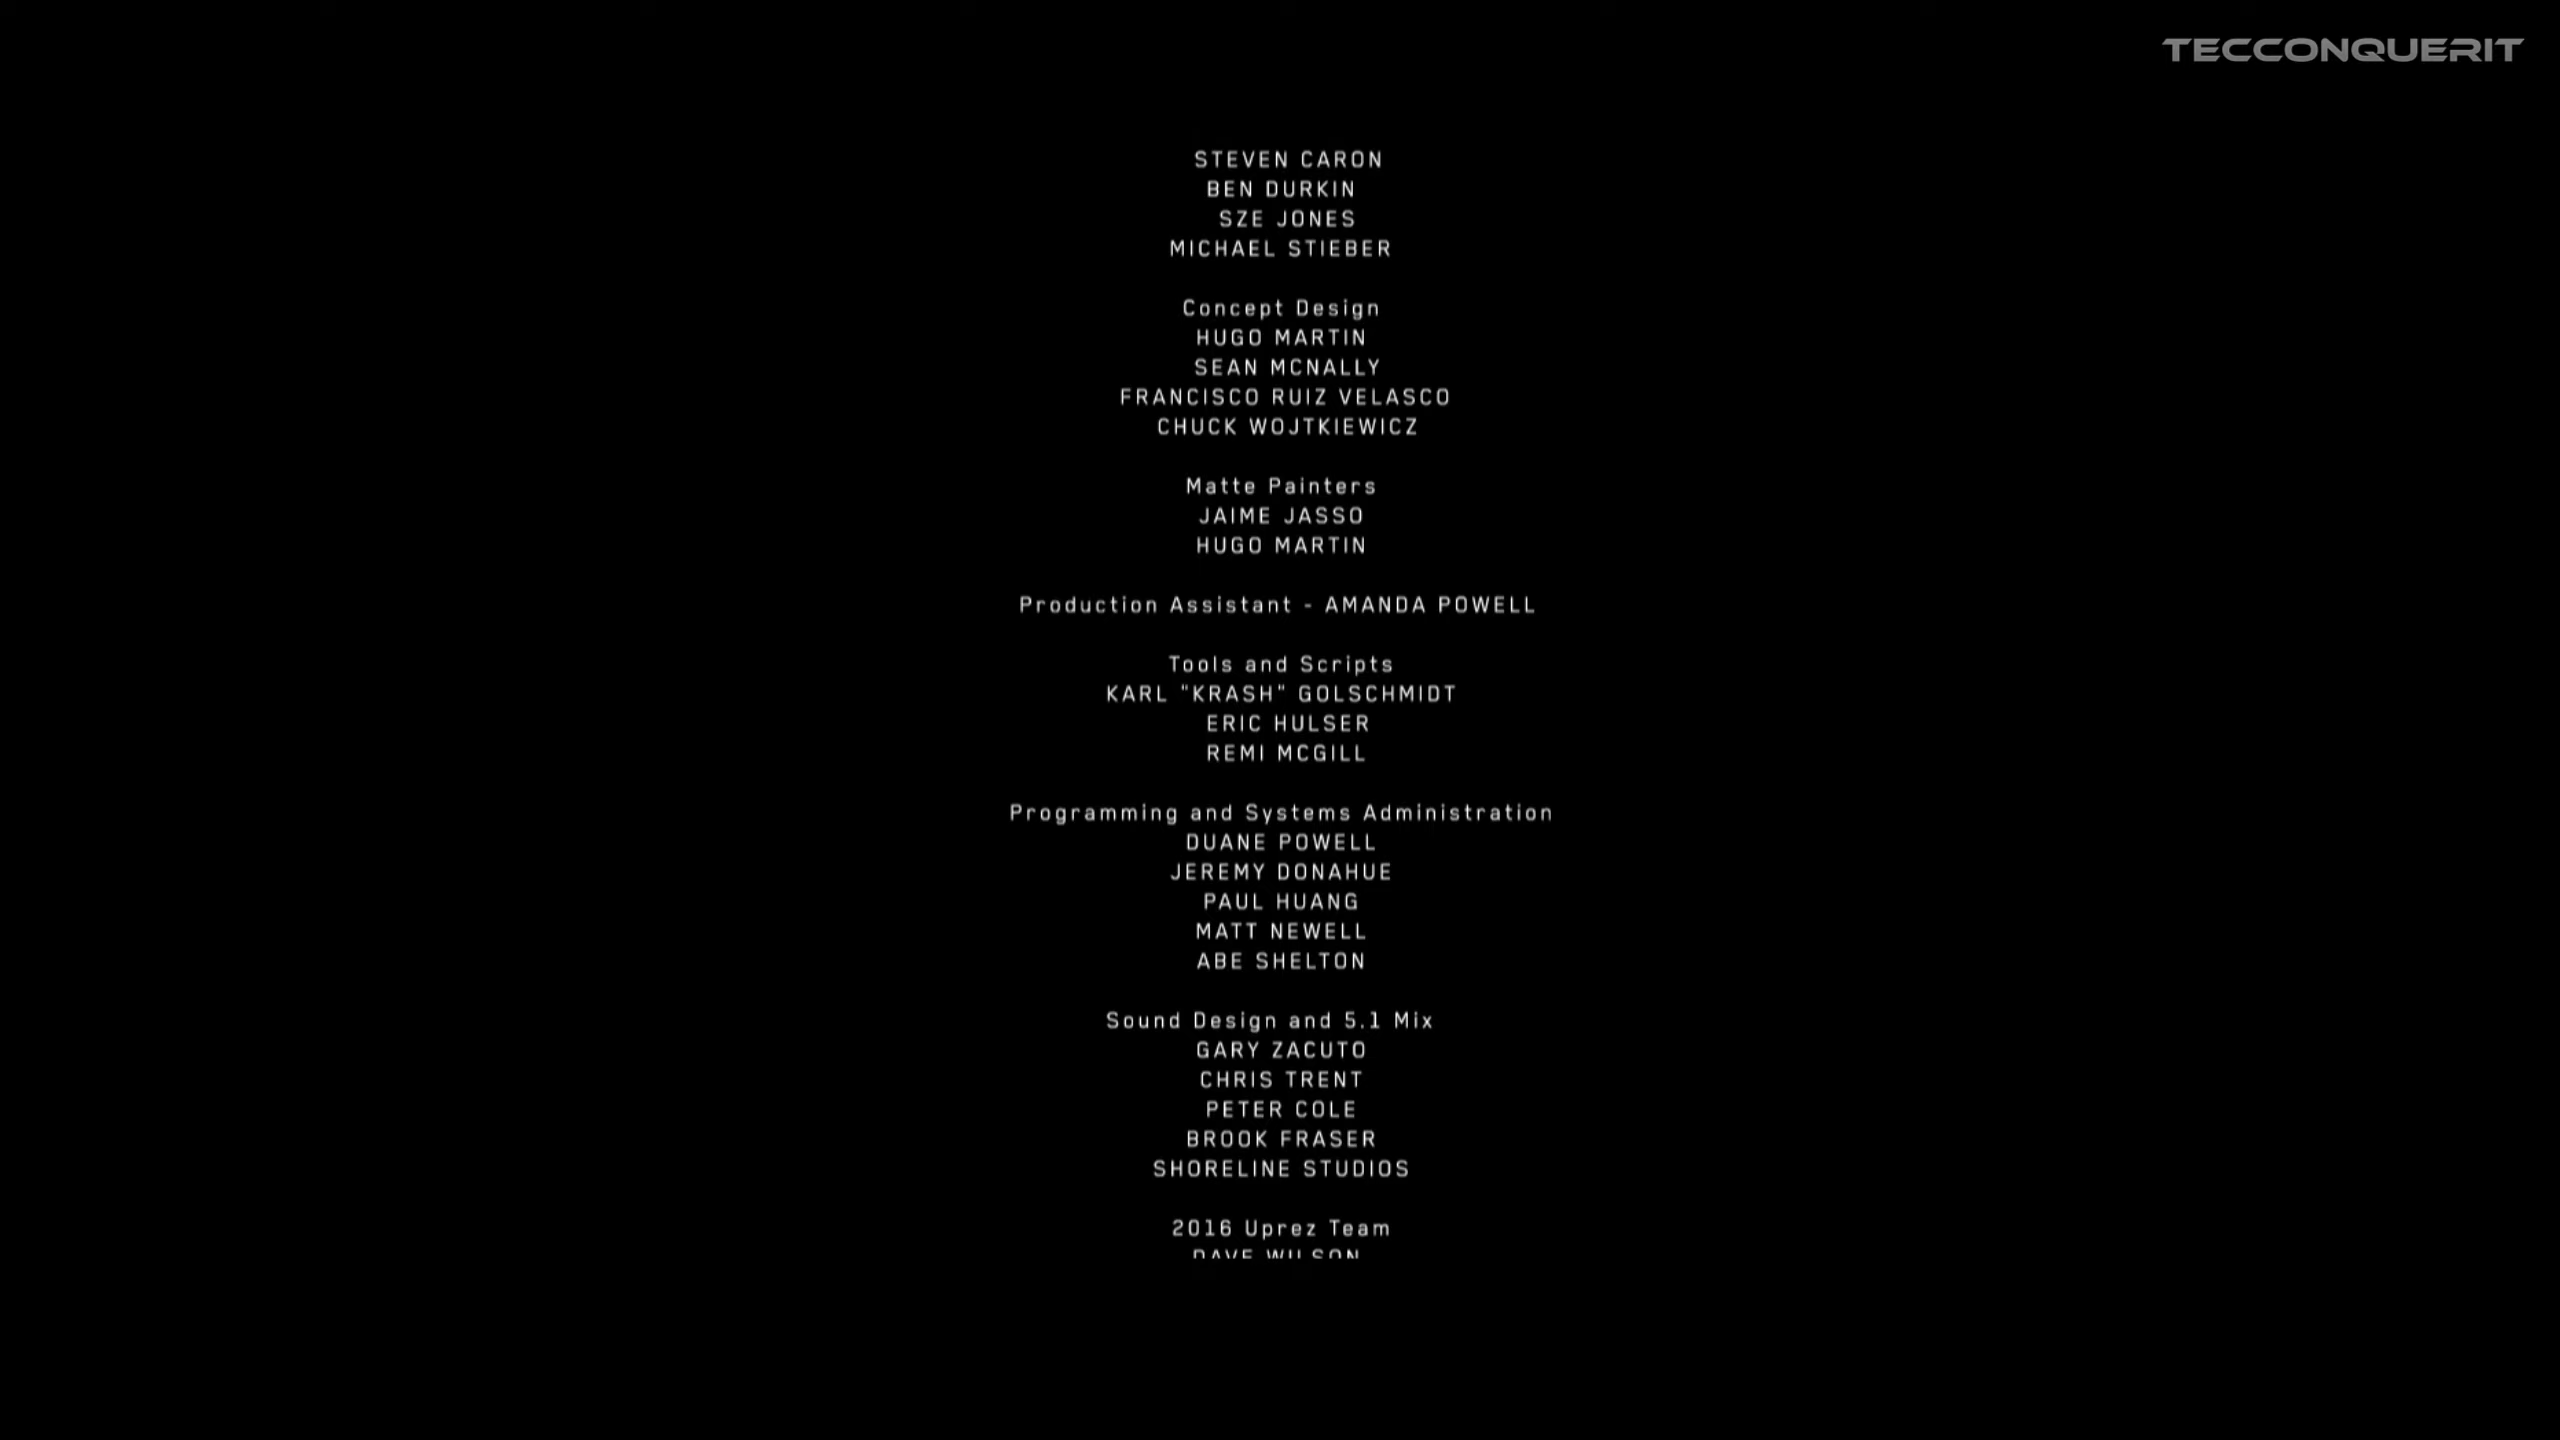 TECCONQUERIT
STEVEN CARON
BEN DURKIN
SZE JONES
MICHAEL STIEBER
Concept Design
HUGO MARTIN
SEAN MCNALLY
FRANCISCO RUIZ VELASCO
CHUCK WOJTKIEWICZ
Matte Painters
JAIME JASSO
HUGO MARTIN
Production Assistant - AMANDA POWELL
Tools and Scripts
KARL "KRASH" GOLSCHMIDT
ERIC HULSER
REMI MCGILL
Programming and Systems Administration
DUANE POWELL
JEREMY DONAHUE
PAUL HUANG
MATT NEWELL
ABE SHELTON
Sound Design and 5.1 Mix
GARY ZACUTO
CHRIS TRENT
PETER COLE
BROOK FRASER
SHORELINE STUDIOS
2016 Uprez Team
DAVE WILSON